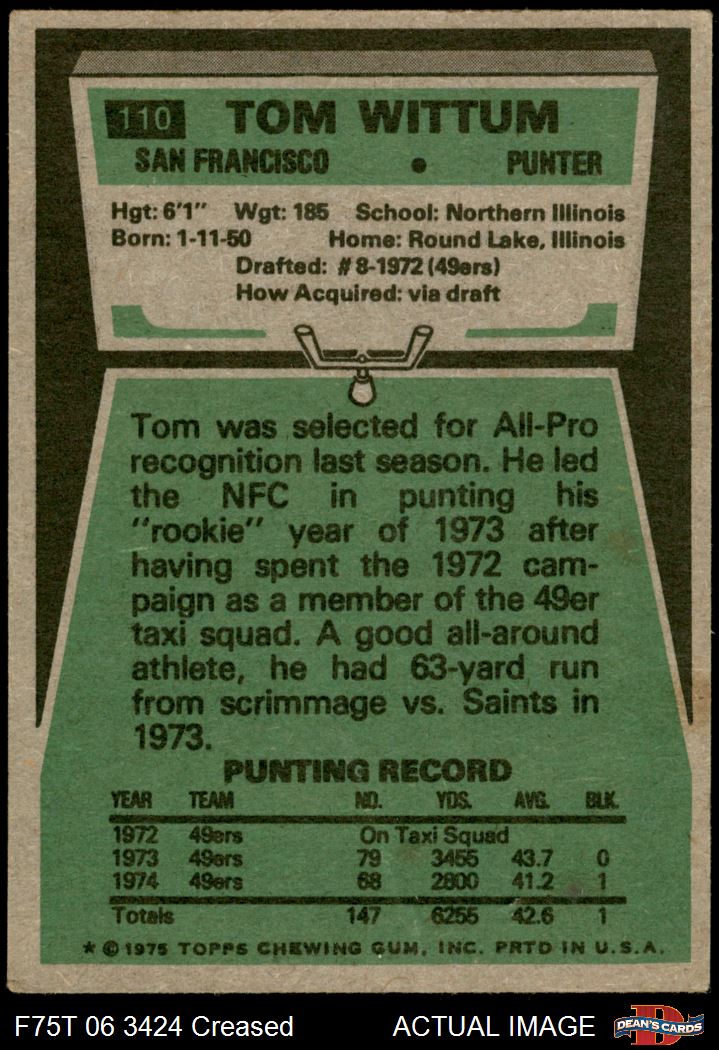 110 TOM WITTUM
SAN FRANCISCO • PUNTER
Hgt: 6'1" Wgt: 185 School: Northern Illinois
Born: 1-11-50 Home: Round Lake, Illinois
Drafted: #8-1972 (49ers)
How Acquired: via draft
Tom was selected for All-Pro
recognition last season. He led
the NFC in punting his
"rookie" year of 1973 after
having spent the 1972 cam-
paign as a member of the 49er
taxi squad. A good all-around
athlete, he had 63-yard run
from scrimmage vs. Saints in
1973.
PUNTING RECORD
YEAR TEAM NO. YDS. AVG. BLK.
1972 49ers On Taxi Squad
1973 49ers 79 3455 43.7 0
1974 49ers 68 2800 41.2 1
Totals 147 6255 42.6 1
* © 1975 TOPPS CHEWING GUM, INC. PRTD IN U.S.A.
F75T 06 3424 Creased ACTUAL IMAGE DEAN'S CARDS